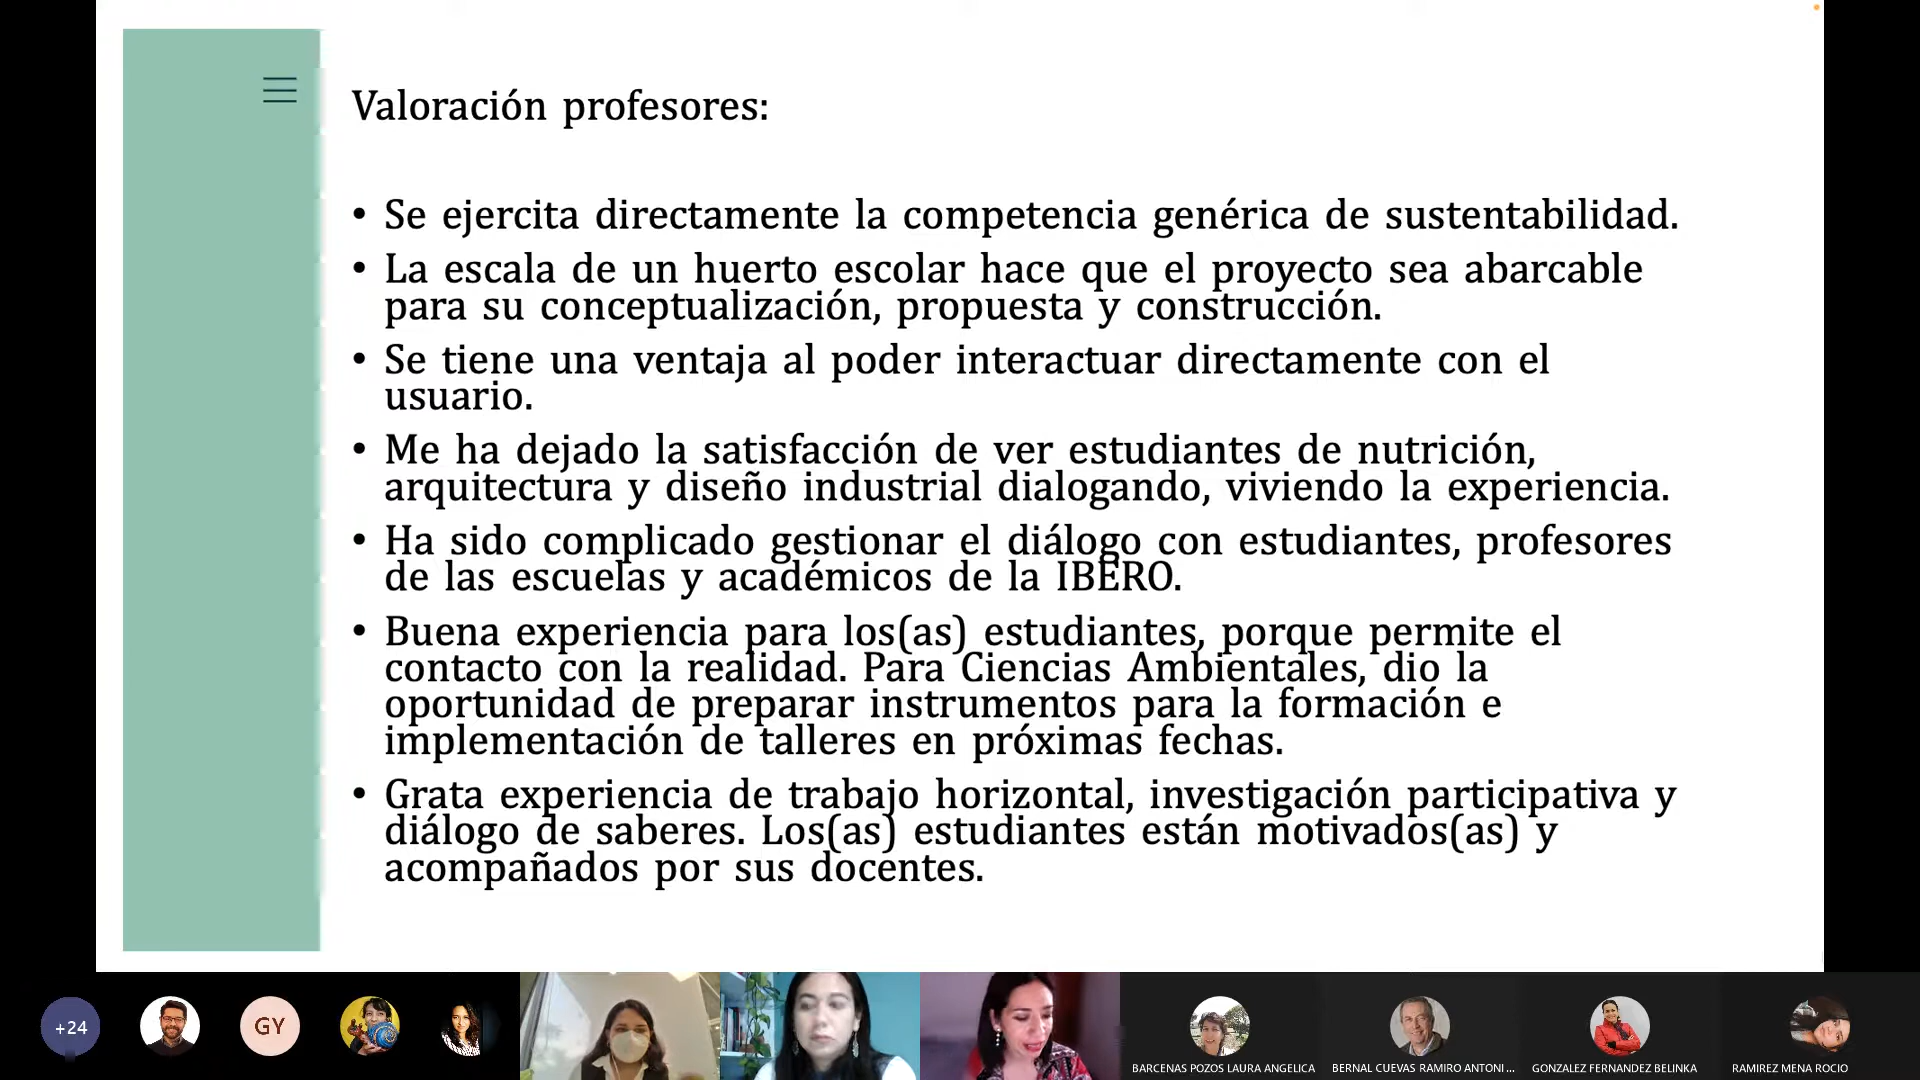 Valoración profesores:
• Se ejercita directamente la competencia genérica de sustentabilidad.
• La escala de un huerto escolar hace que el proyecto sea abarcable
para su conceptualización, propuesta y construcción.
• Se tiene una ventaja al poder interactuar directamente con el
usuario.
• Me ha dejado la satisfacción de ver estudiantes de nutrición,
arquitectura y diseño industrial dialogando, viviendo la experiencia.
• Ha sido complicado gestionar el diálogo con estudiantes, profesores
de las escuelas y académicos de la IBERO.
• Buena experiencia para los(as) estudiantes, porque permite el
contacto con la realidad. Para Ciencias Ambientales, dio la
oportunidad de preparar instrumentos para la formación e
implementación de talleres en próximas fechas.
• Grata experiencia de trabajo horizontal, investigación participativa y
diálogo de saberes. Los(as) estudiantes están motivados(as) y
acompañados por sus docentes.
+24
GY
BARCENAS POZOS LAURA ANGELICA
BERNAL CUEVAS RAMIRO ANTONI...
GONZALEZ FERNANDEZ BELINKA
RAMIREZ MENA ROCIO